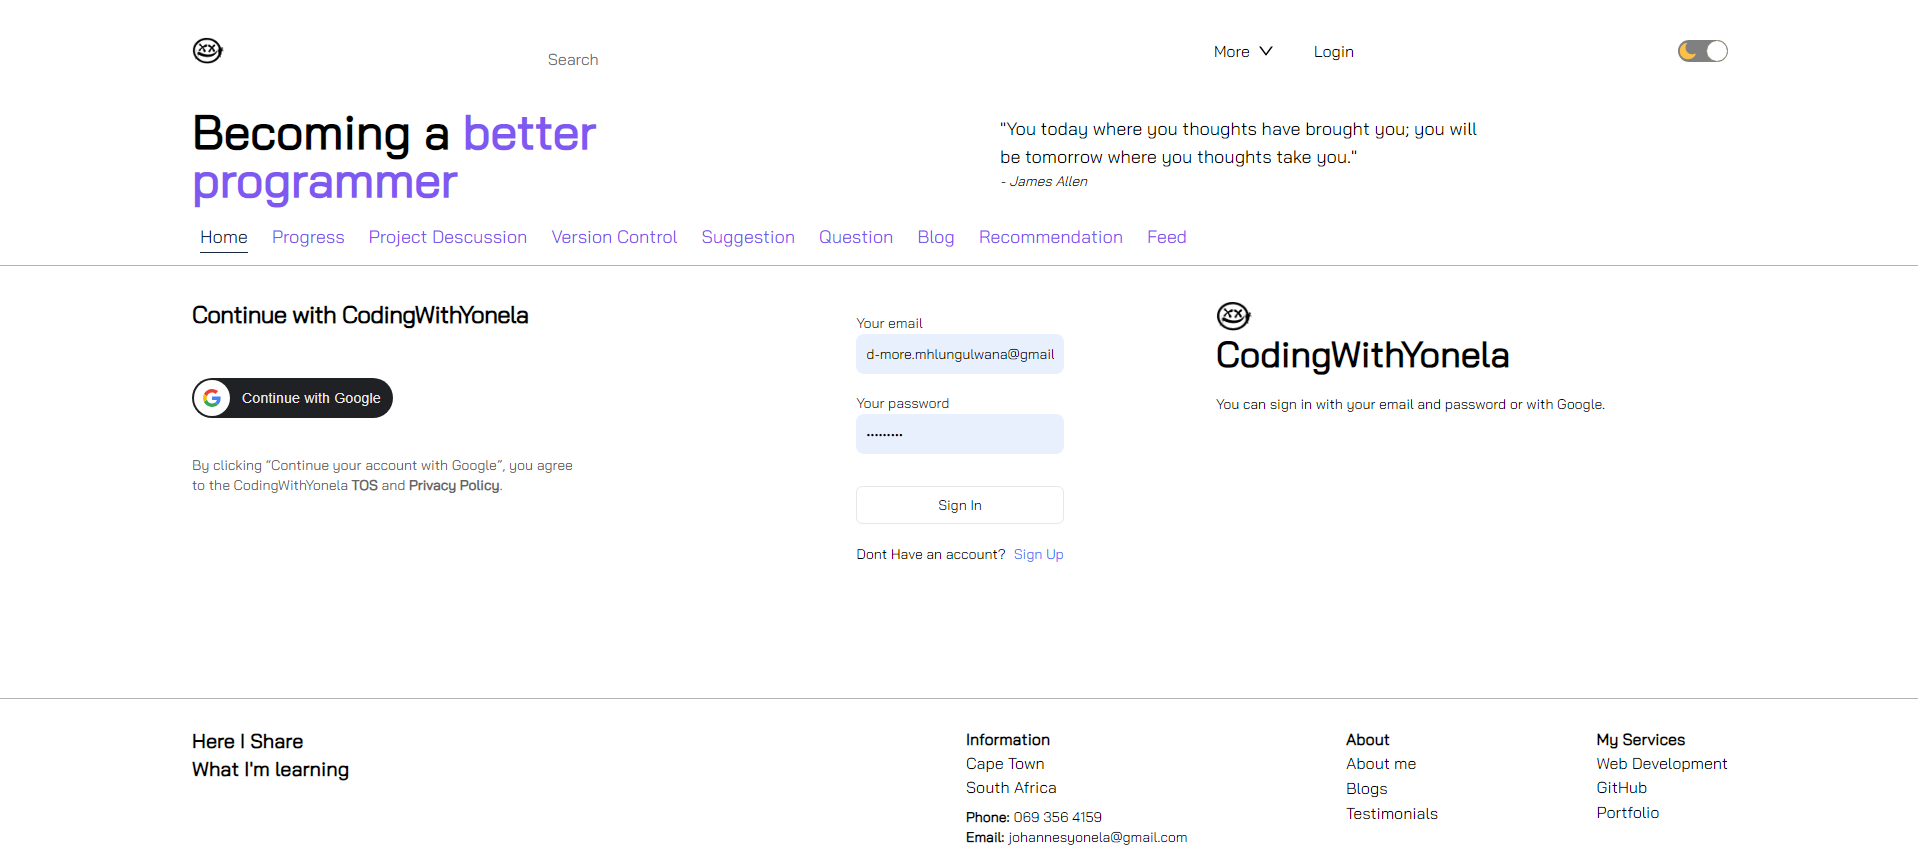 Search
More
Login
Becoming a better
programmer
"You today where you thoughts have brought you; you will
be tomorrow where you thoughts take you."
- James Allen
Home Progress Project Descussion Version Control Suggestion Question Blog Recommendation Feed
Continue with CodingWithYonela
Continue with Google
By clicking “Continue your account with Google”, you agree
to the CodingWithYonela TOS and Privacy Policy.
Your email
d-more.mhlungulwana@gmail
Your password
•••••••••
Sign In
Dont Have an account? Sign Up
CodingWithYonela
You can sign in with your email and password or with Google.
Here I Share
What I'm learning
Information
Cape Town
South Africa
Phone: 069 356 4159
Email: johannesyonela@gmail.com
About
About me
Blogs
Testimonials
My Services
Web Development
GitHub
Portfolio